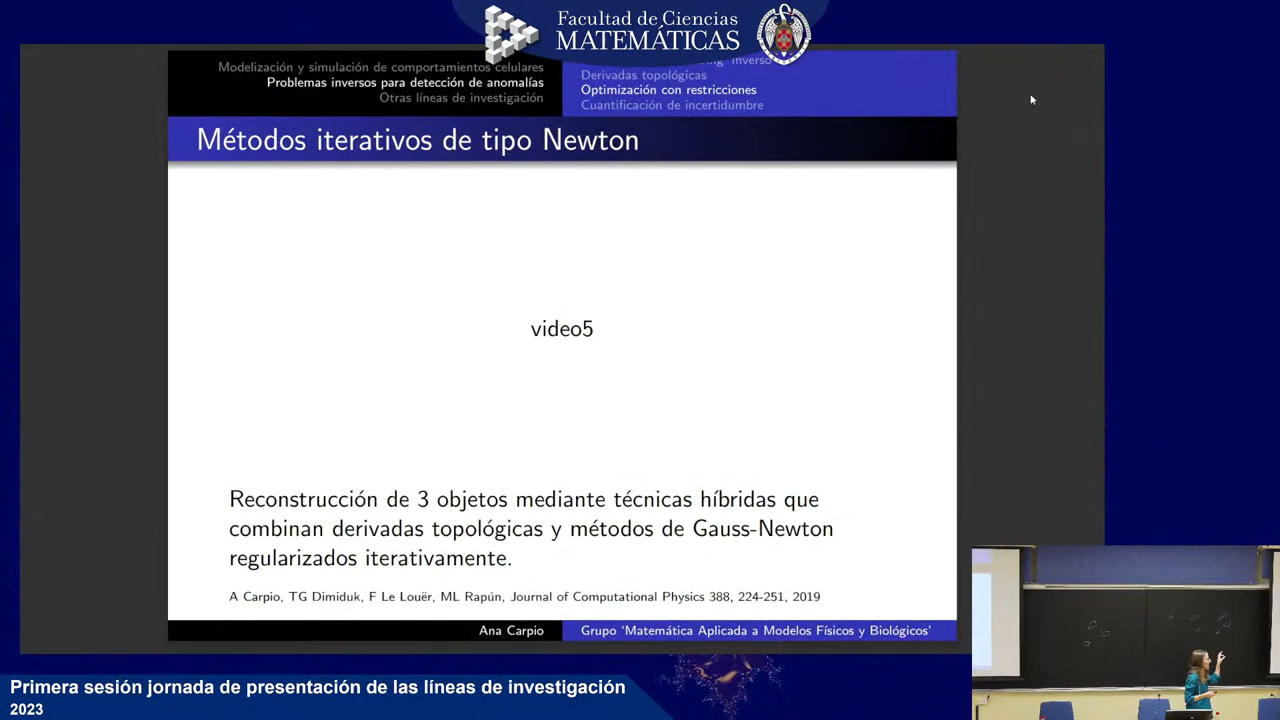 Facultad de Ciencias
MATEMÁTICAS
Modelización y simulación de comportamientos celulares
Problemas inversos para detección de anomalías
Otras líneas de investigación
inverso
Derivadas topológicas
Optimización con restricciones
Cuantificación de incertidumbre
Métodos iterativos de tipo Newton
video5
Reconstrucción de 3 objetos mediante técnicas híbridas que
combinan derivadas topológicas y métodos de Gauss-Newton
regularizados iterativamente.
A Carpio, TG Dimiduk, F Le Louër, ML Rapún, Journal of Computational Physics 388, 224-251, 2019
Ana Carpio
Grupo ‘Matemática Aplicada a Modelos Físicos y Biológicos’
Primera sesión jornada de presentación de las líneas de investigación
2023